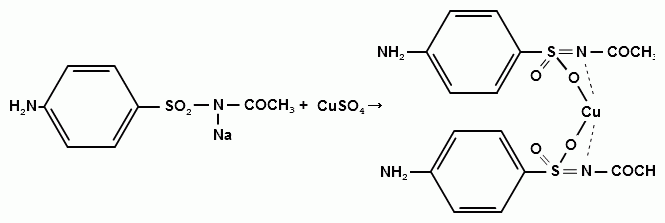 NH₂ S=N–COCH₃
O O
H₂N SO₂–N–COCH₃ + CuSO₄→ Cu
Na
O O
NH₂ S=N–COCH